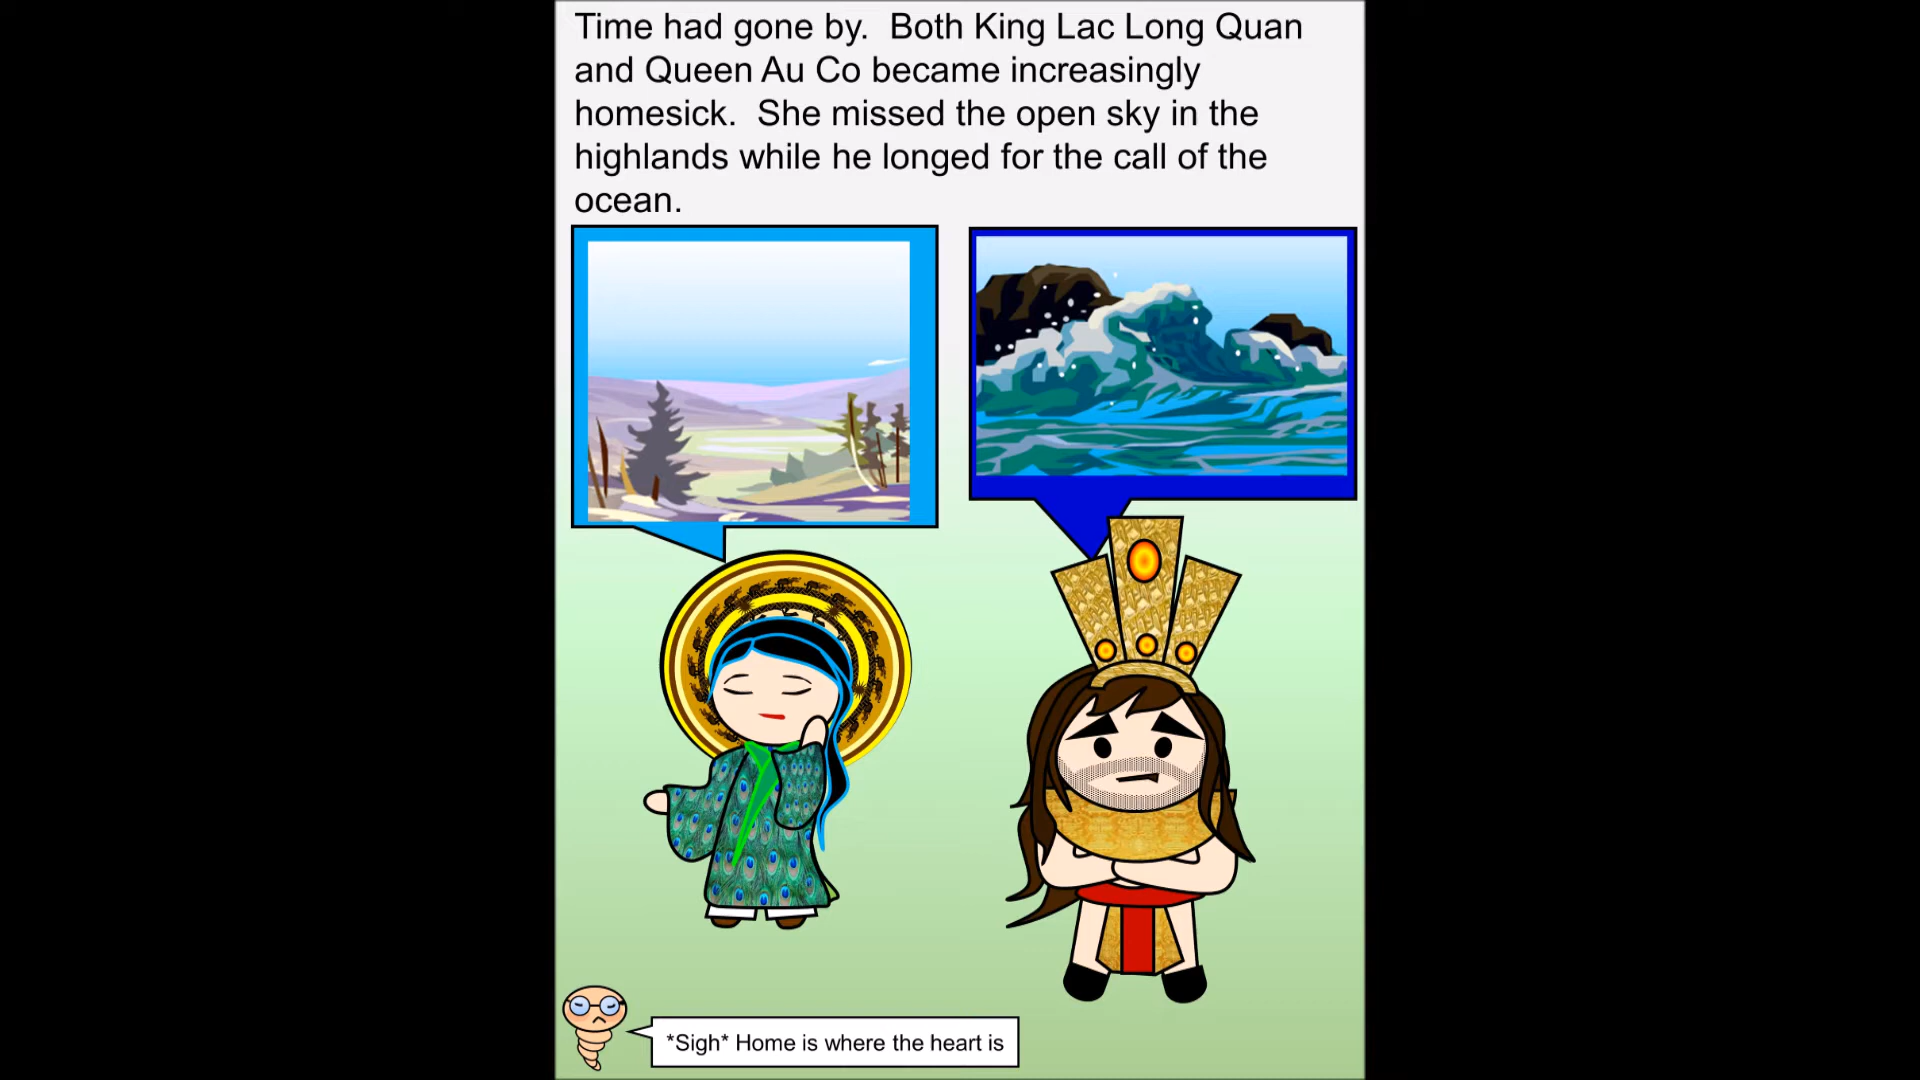 Time had gone by.  Both King Lac Long Quan
and Queen Au Co became increasingly
homesick.  She missed the open sky in the
highlands while he longed for the call of the
ocean.
*Sigh* Home is where the heart is